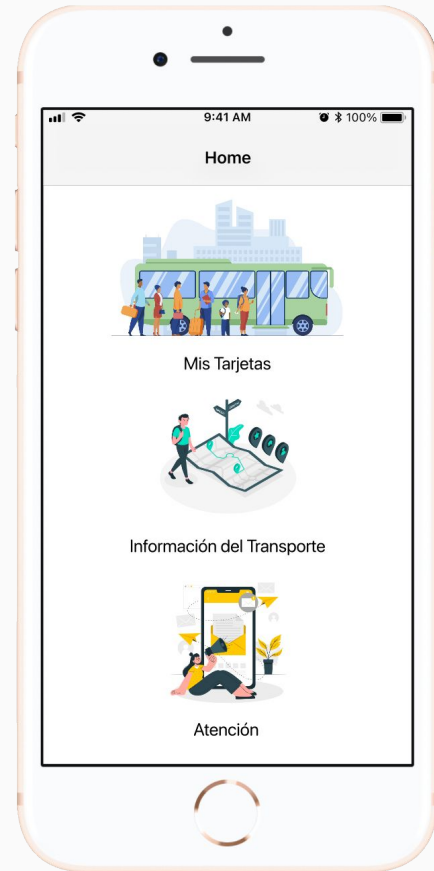 9:41 AM
100%
Home
Mis Tarjetas
Información del Transporte
Atención